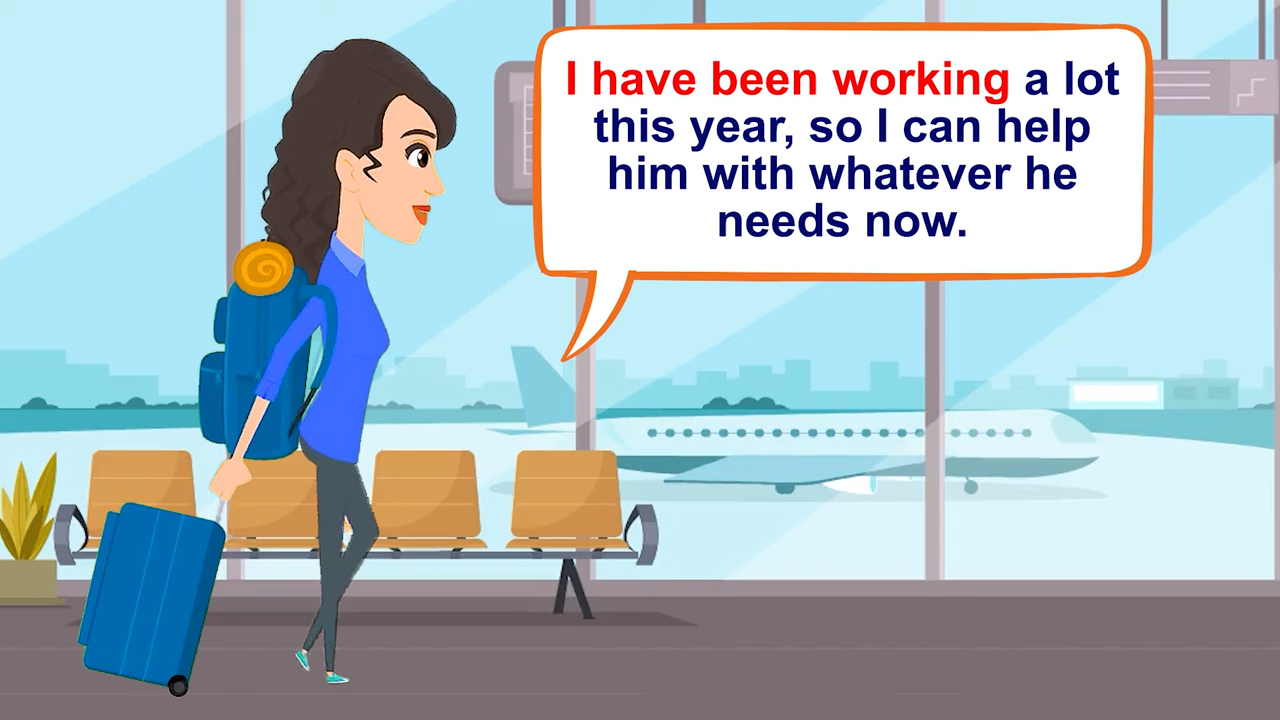 I have been working a lot
this year, so I can help
him with whatever he
needs now.